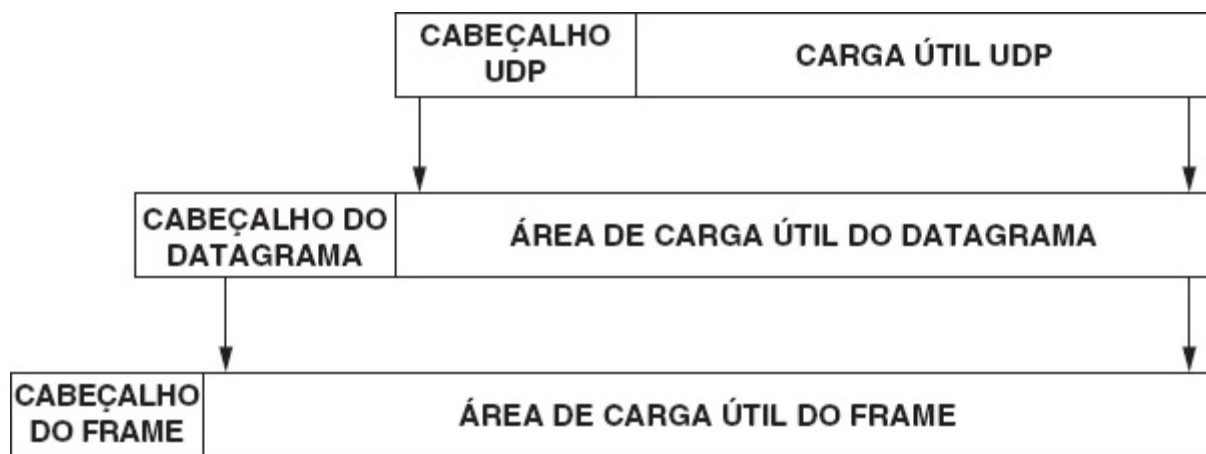 CABEÇALHO
UDP
CARGA ÚTIL UDP
CABEÇALHO DO
DATAGRAMA
ÁREA DE CARGA ÚTIL DO DATAGRAMA
CABEÇALHO
DO FRAME
ÁREA DE CARGA ÚTIL DO FRAME